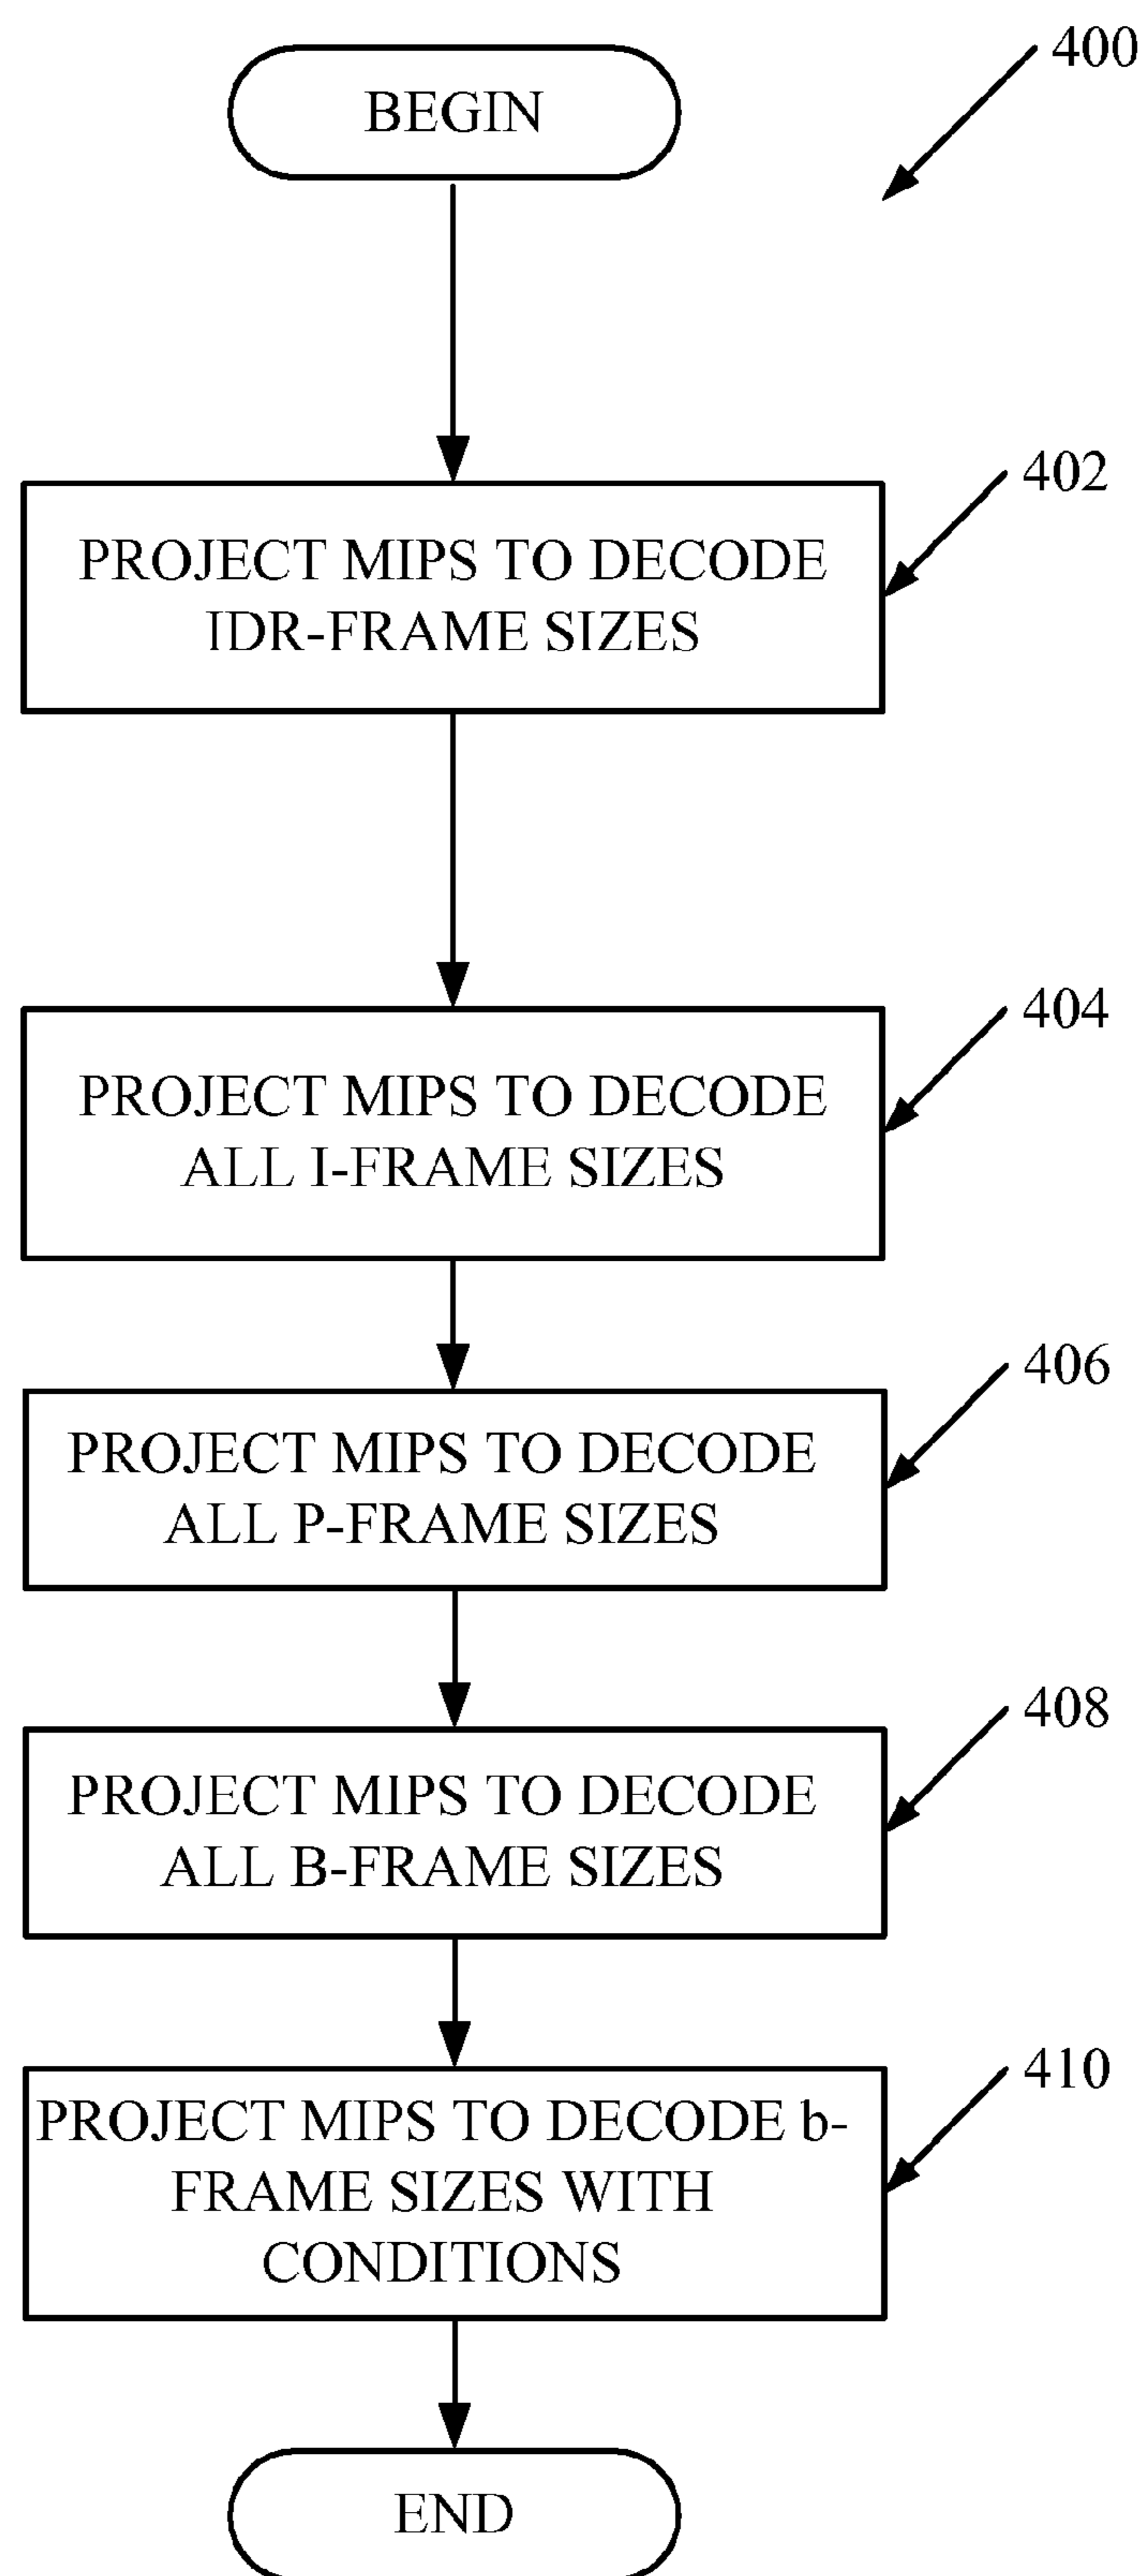 400
BEGIN
402
PROJECT MIPS TO DECODE
IDR-FRAME SIZES
404
PROJECT MIPS TO DECODE
ALL I-FRAME SIZES
406
PROJECT MIPS TO DECODE
ALL P-FRAME SIZES
408
PROJECT MIPS TO DECODE
ALL B-FRAME SIZES
410
PROJECT MIPS TO DECODE b-
FRAME SIZES WITH
CONDITIONS
END